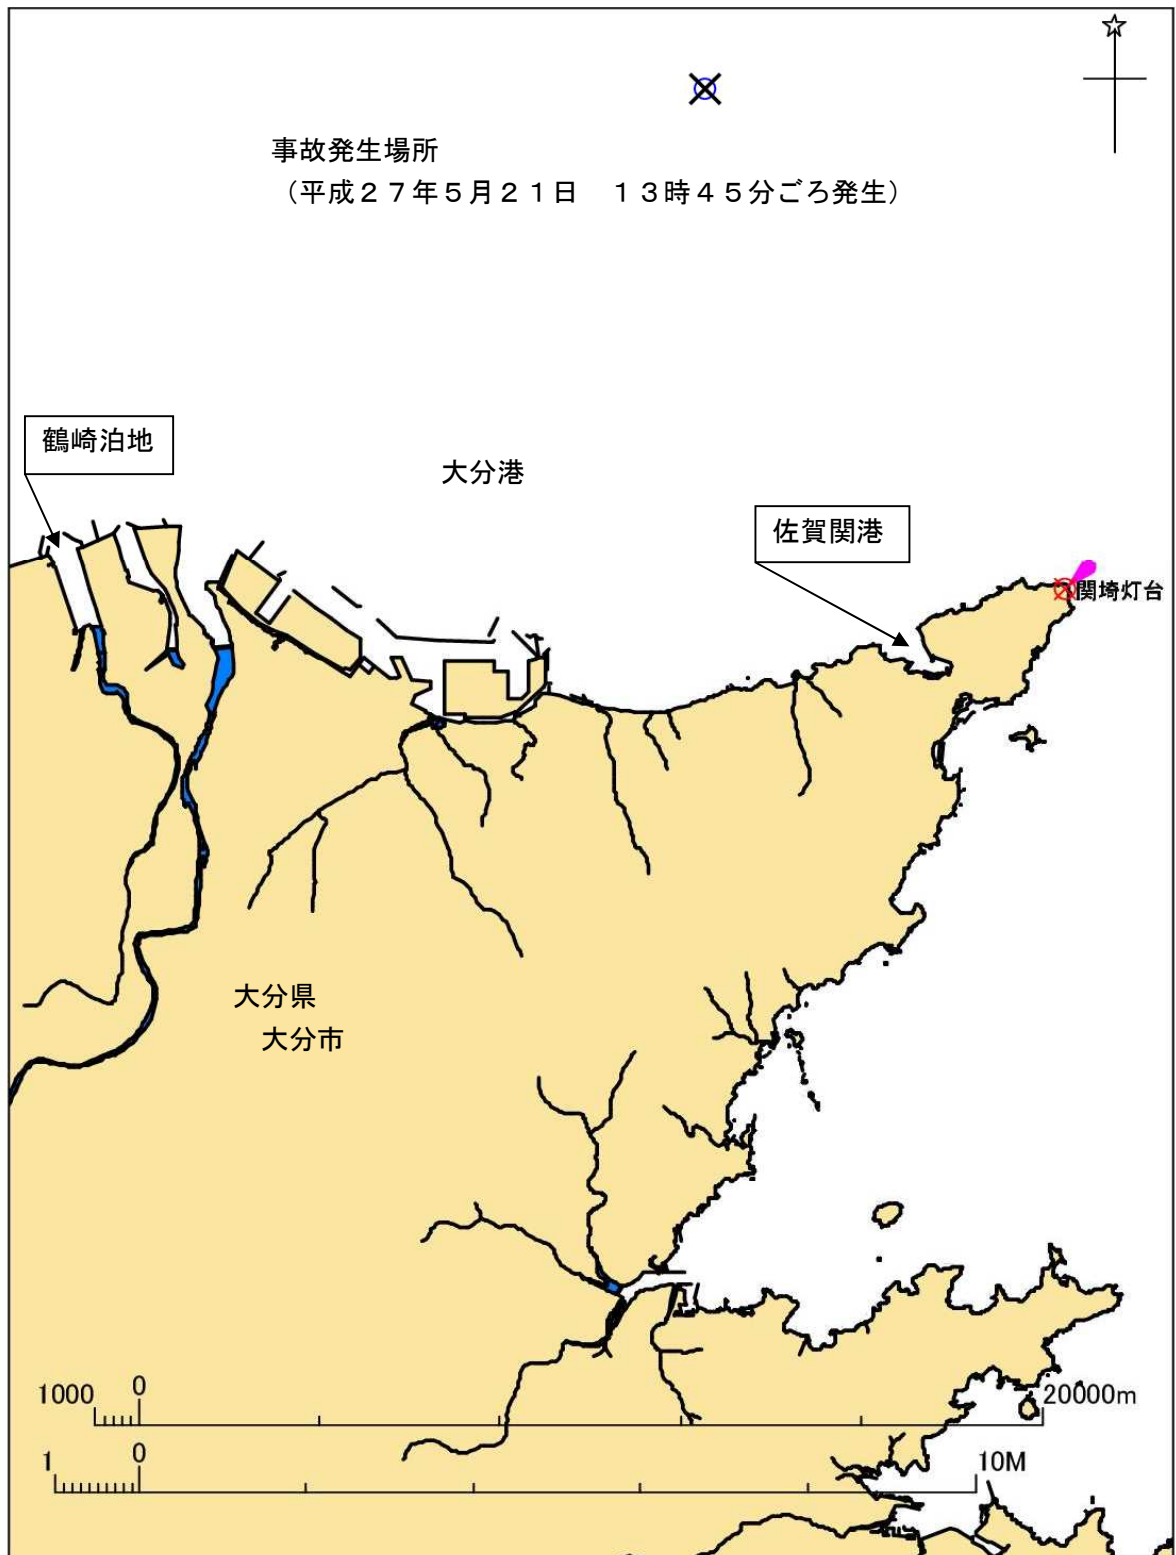 事故発生場所
（平成２７年５月２１日　１３時４５分ごろ発生）
鶴崎泊地
大分港
佐賀関港
関埼灯台
大分県
大分市
1000 0 20000m
1 0 10M